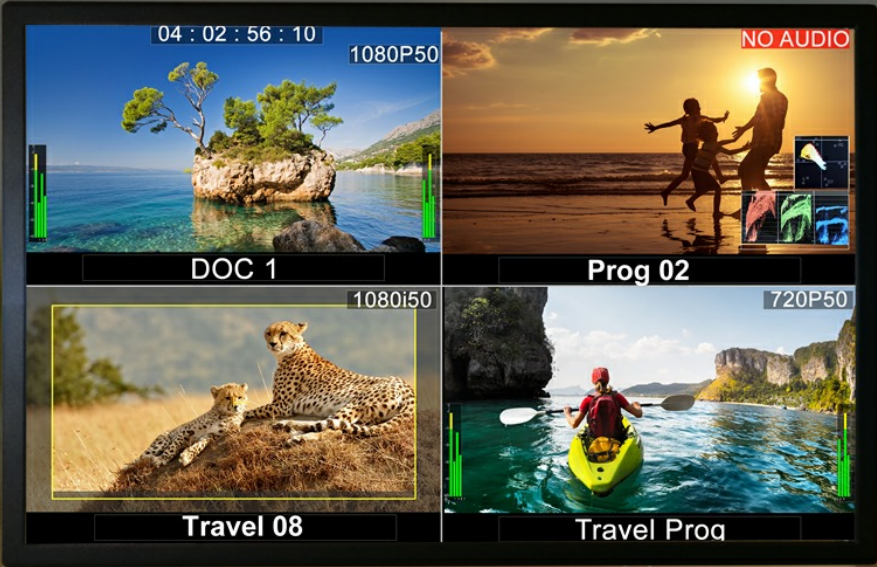 04 : 02 : 56 : 10
1080P50
DOC 1
NO AUDIO
Prog 02
1080i50
Travel 08
720P50
Travel Prog